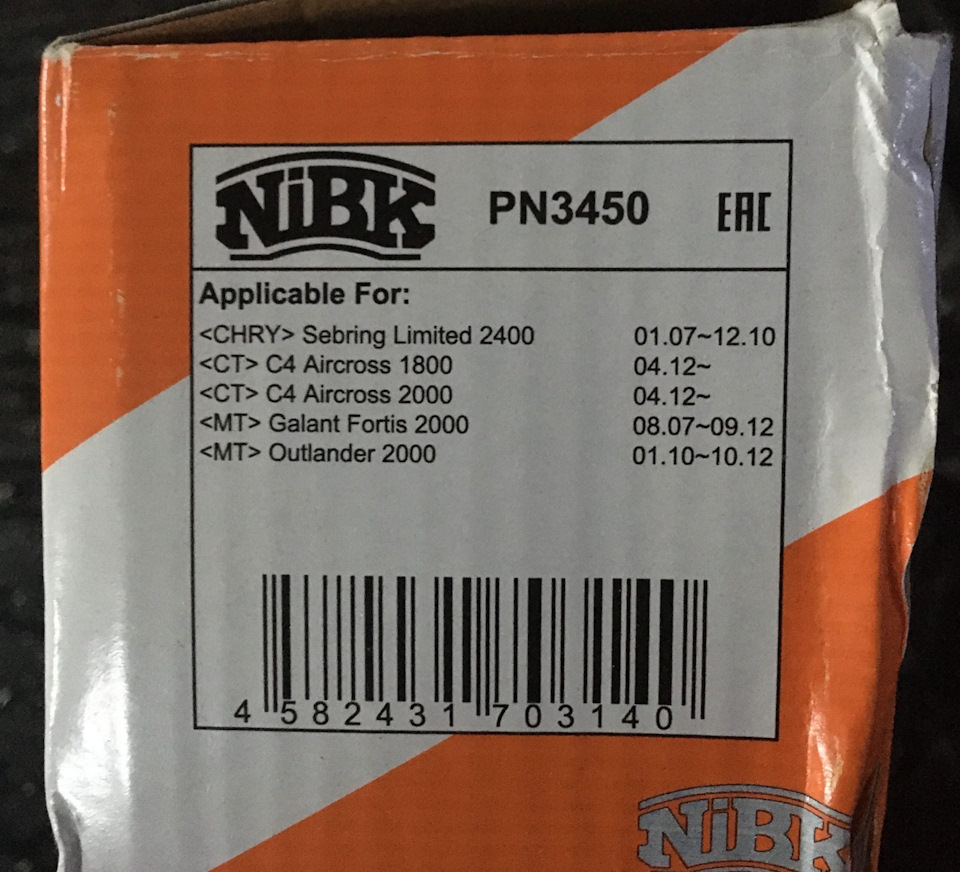 NiBK PN3450 EAC
Applicable For:
<CHRY> Sebring Limited 2400 01.07~12.10
<CT> C4 Aircross 1800 04.12~
<CT> C4 Aircross 2000 04.12~
<MT> Galant Fortis 2000 08.07~09.12
<MT> Outlander 2000 01.10~10.12
4 582431 703140
NiBK